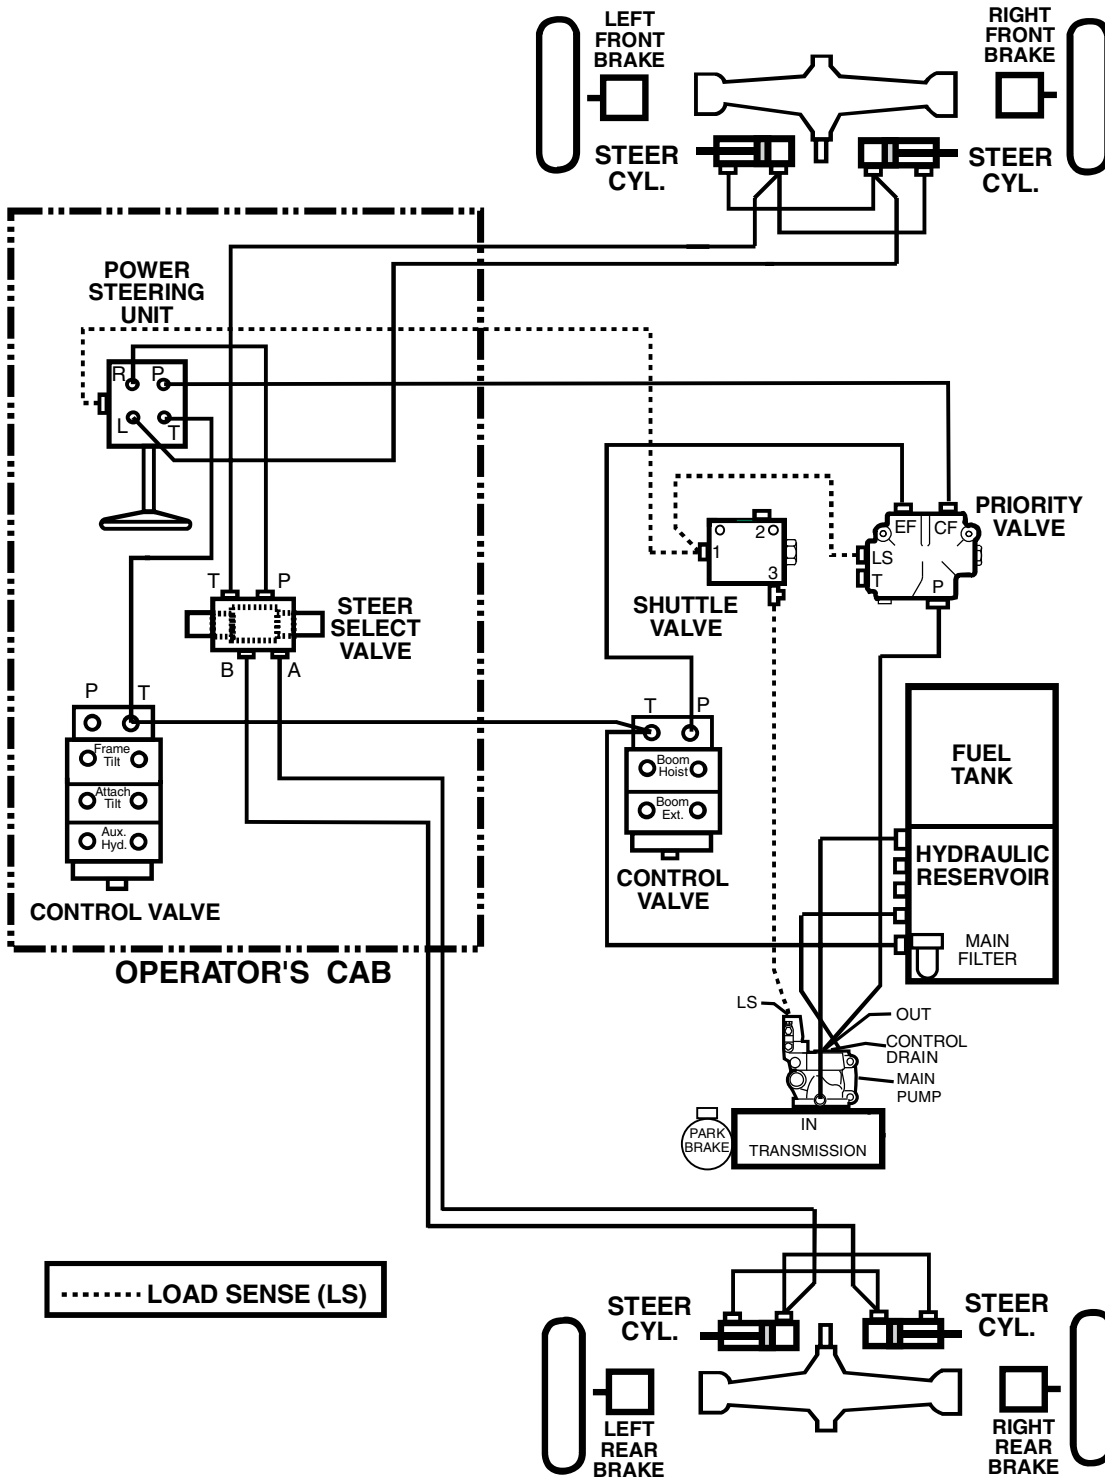 LEFT
FRONT
BRAKE
RIGHT
FRONT
BRAKE
STEER
CYL.
STEER
CYL.
POWER
STEERING
UNIT
R P
L T
EF CF
LS
T
P
PRIORITY
VALVE
1
2
3
SHUTTLE
VALVE
T P
B A
STEER
SELECT
VALVE
P T
Frame
Tilt
Attach
Tilt
Aux.
Hyd.
CONTROL VALVE
T P
Boom
Hoist
Boom
Ext.
CONTROL
VALVE
FUEL
TANK
HYDRAULIC
RESERVOIR
MAIN
FILTER
OPERATOR'S CAB
LS
OUT
CONTROL
DRAIN
MAIN
PUMP
IN
PARK
BRAKE
TRANSMISSION
LOAD SENSE (LS)
STEER
CYL.
STEER
CYL.
LEFT
REAR
BRAKE
RIGHT
REAR
BRAKE